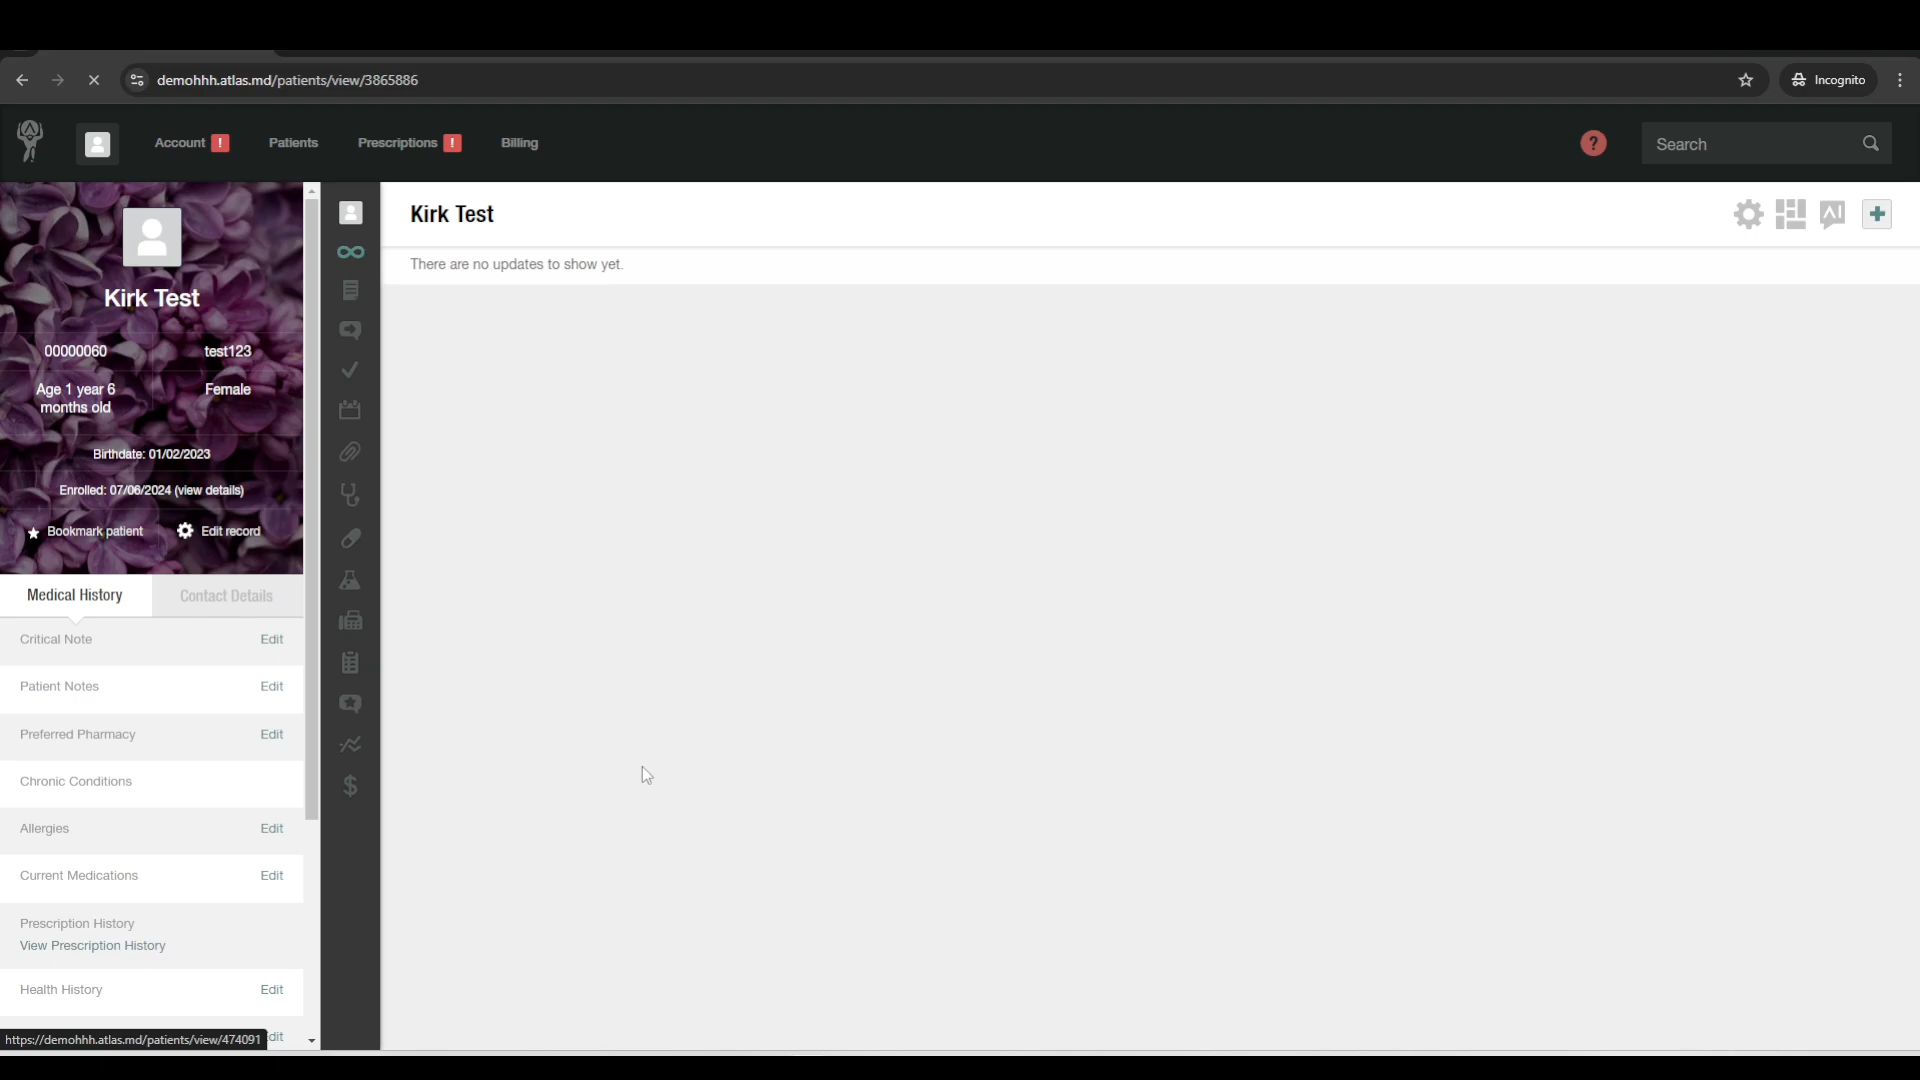 demohhh.atlas.md/patients/view/3865886
Incognito
Account !
Patients
Prescriptions !
Billing
?
Search
Kirk Test
00000060
test123
Age 1 year 6
months old
Female
Birthdate: 01/02/2023
Enrolled: 07/06/2024 (view details)
Bookmark patient
Edit record
Medical History
Contact Details
Critical Note
Edit
Patient Notes
Edit
Preferred Pharmacy
Edit
Chronic Conditions
Allergies
Edit
Current Medications
Edit
Prescription History
View Prescription History
Health History
Edit
https://demohhh.atlas.md/patients/view/474091
dit
Kirk Test
AI
There are no updates to show yet.